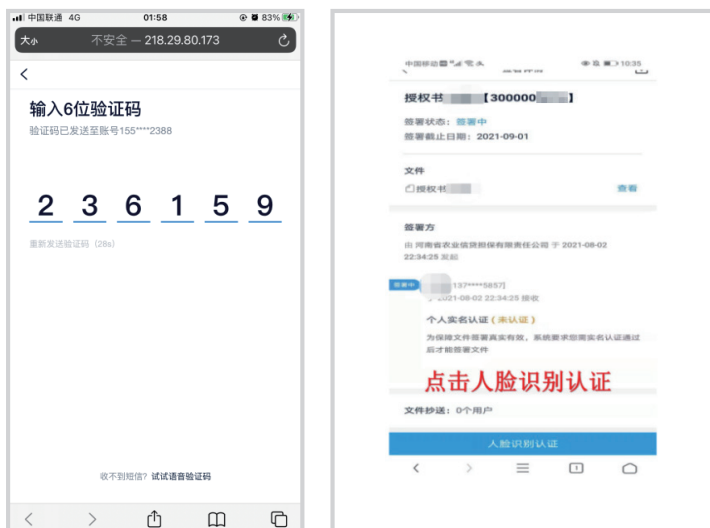 中国联通 4G 01:58 83%
大小 不安全 — 218.29.80.173
输入6位验证码
验证码已发送至账号155****2388
2 3 6 1 5 9
重新发送验证码（28s）
收不到短信? 试试语音验证码
中国移动 10:35
授权书 【300000 】
签署状态：签署中
签署截止日期：2021-09-01
文件
授权书 查看
签署方
由 河南省农业信贷担保有限责任公司 于 2021-08-02
22:34:25 发起
签署中
137****5857]
2021-08-02 22:34:25 接收
个人实名认证 ( 未认证 )
为保障文件签署真实有效，系统要求您需实名认证通过
后才能签署文件
点击人脸识别认证
文件抄送：0个用户
人脸识别认证
1